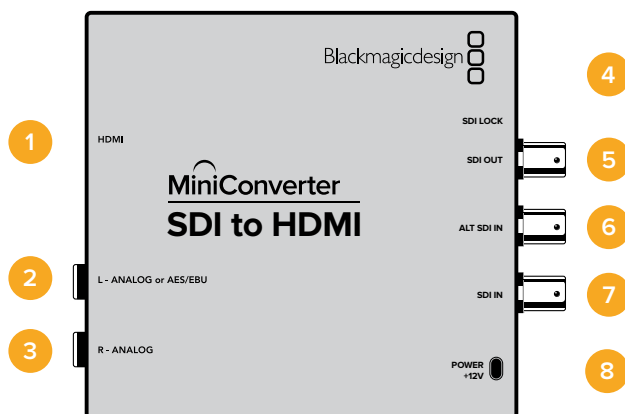 Blackmagicdesign
4
SDI LOCK
1
HDMI
SDI OUT
5
MiniConverter
SDI to HDMI
ALT SDI IN
6
2
L - ANALOG or AES/EBU
SDI IN
7
3
R - ANALOG
POWER
+12V
8